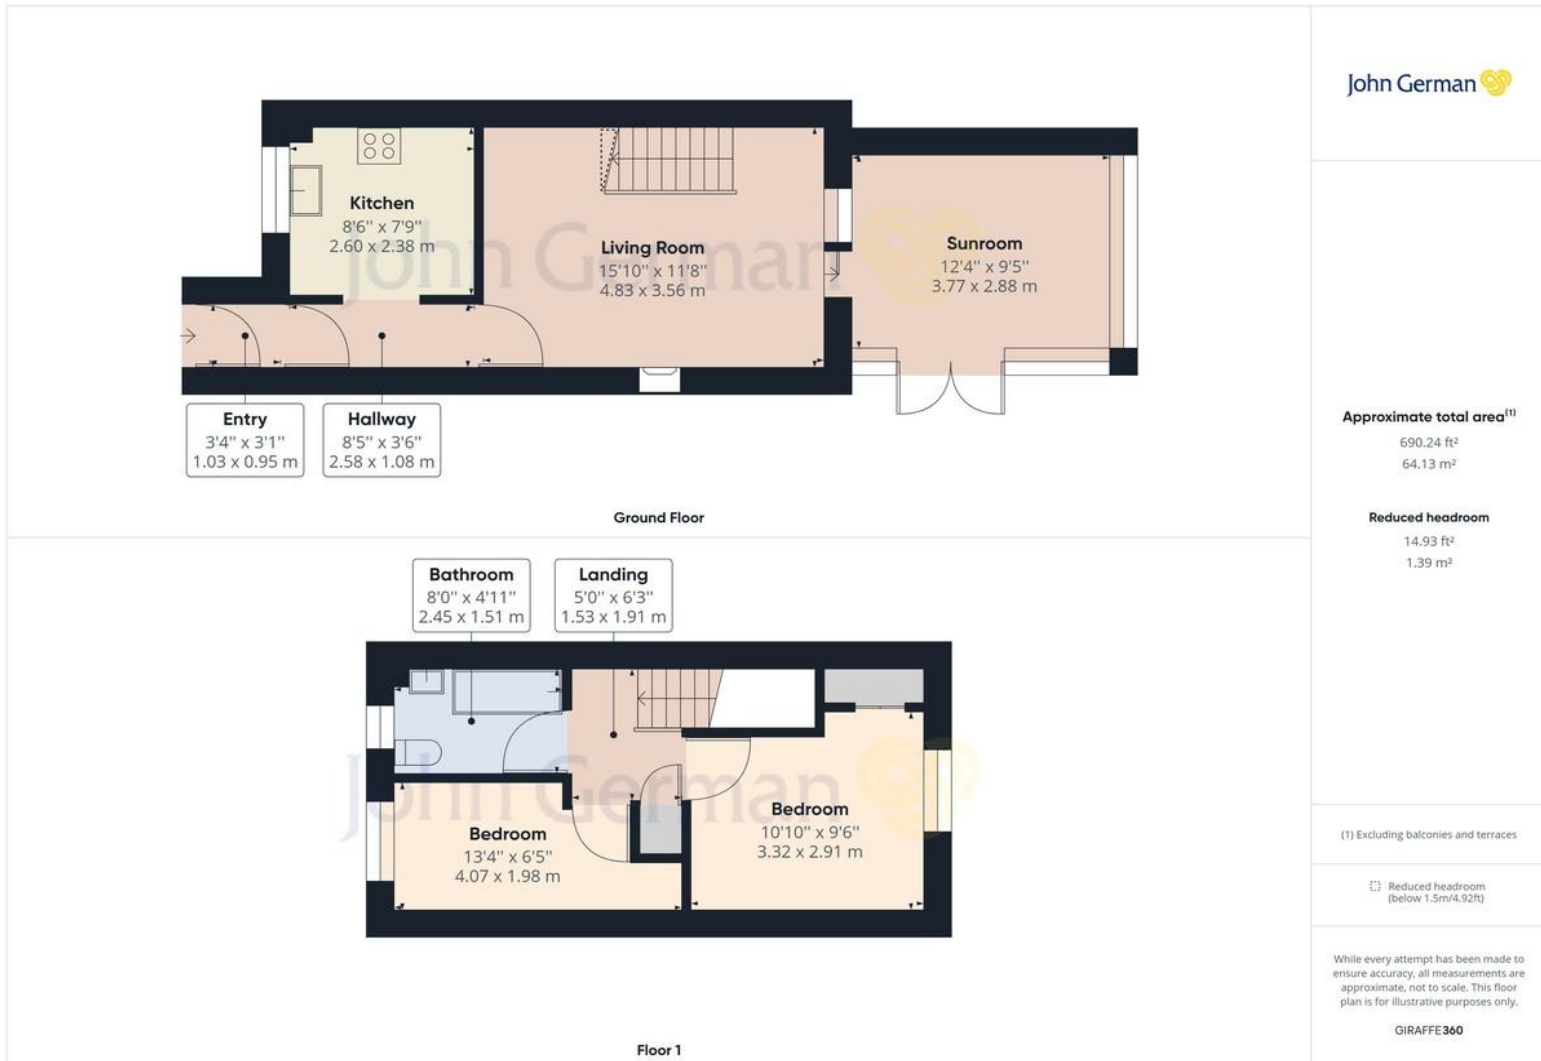 John German
Kitchen
8'6'' x 7'9''
2.60 x 2.38 m
Living Room
15'10'' x 11'8''
4.83 x 3.56 m
Sunroom
12'4'' x 9'5''
3.77 x 2.88 m
John German
Entry
3'4'' x 3'1''
1.03 x 0.95 m
Hallway
8'5'' x 3'6''
2.58 x 1.08 m
Ground Floor
Bathroom
8'0'' x 4'11''
2.45 x 1.51 m
Landing
5'0'' x 6'3''
1.53 x 1.91 m
John German
Bedroom
13'4'' x 6'5''
4.07 x 1.98 m
Bedroom
10'10'' x 9'6''
3.32 x 2.91 m
Floor 1
Approximate total area(1)
690.24 ft²
64.13 m²
Reduced headroom
14.93 ft²
1.39 m²
(1) Excluding balconies and terraces
Reduced headroom
(below 1.5m/4.92ft)
While every attempt has been made to
ensure accuracy, all measurements are
approximate, not to scale. This floor
plan is for illustrative purposes only.
GIRAFFE360